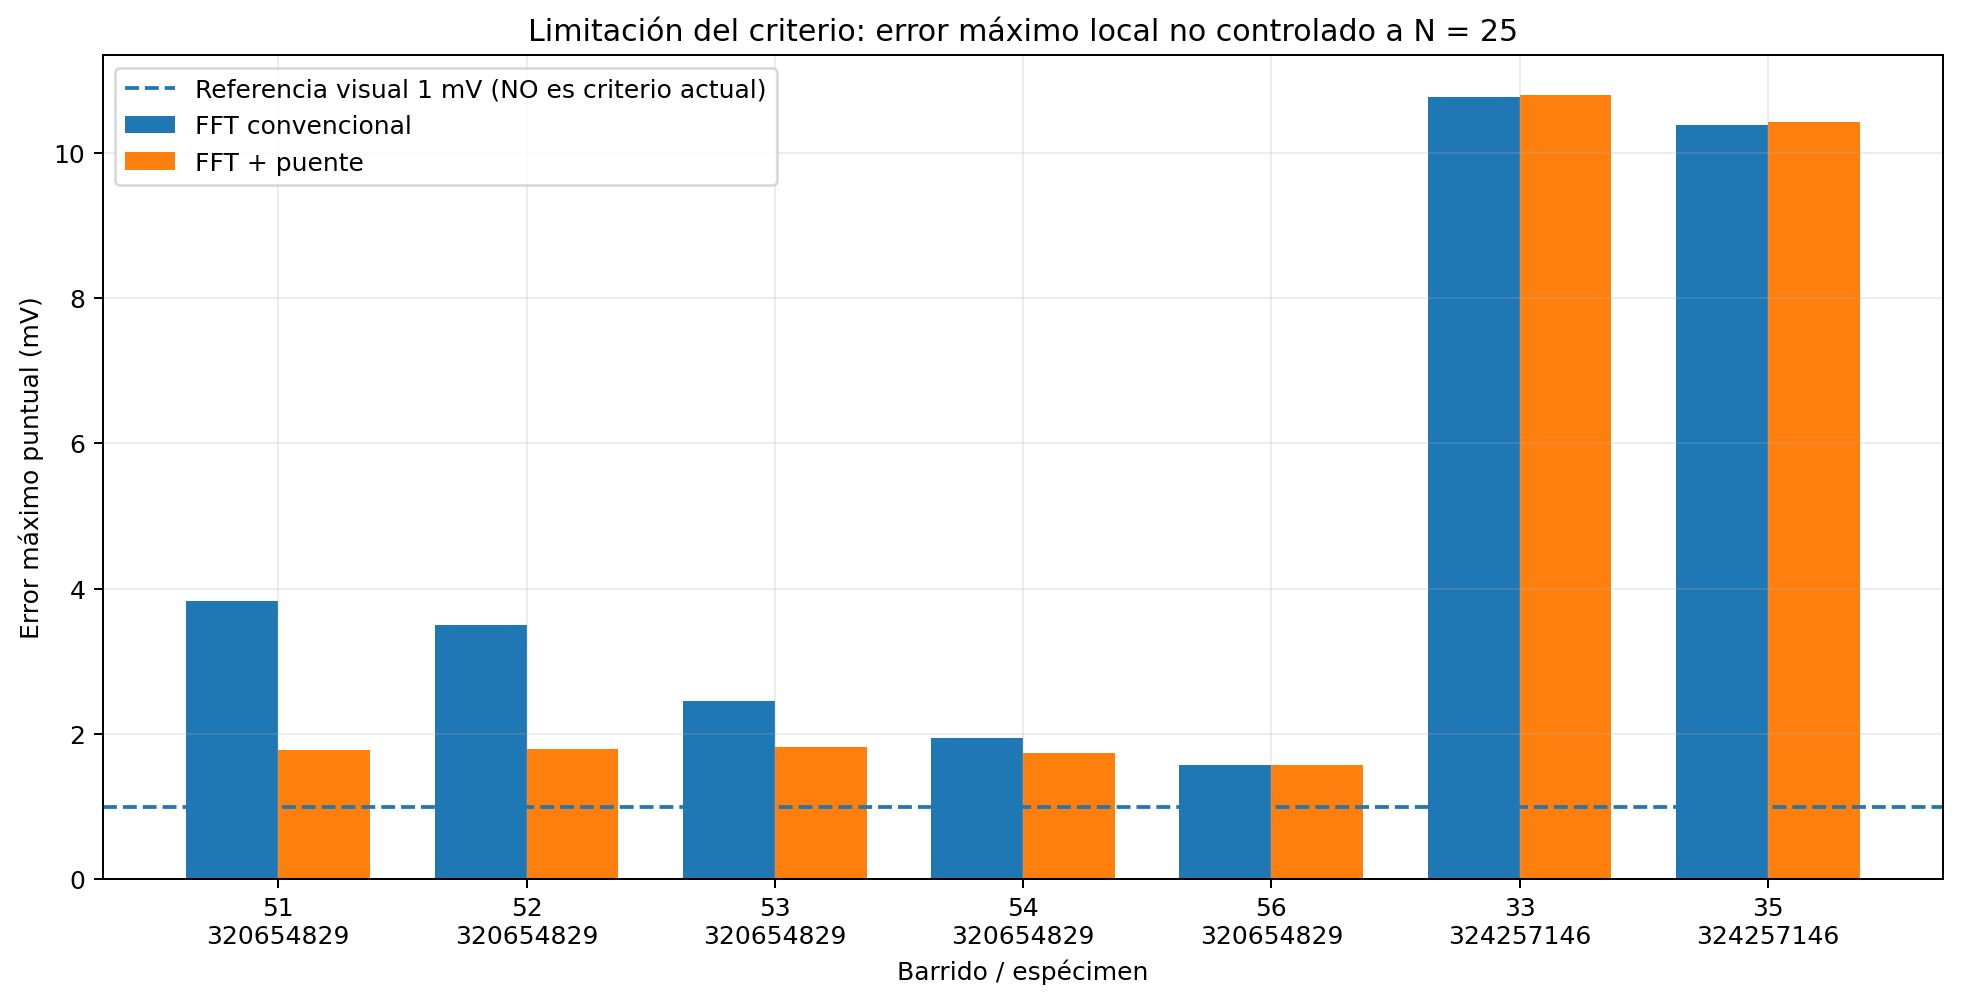 Limitación del criterio: error máximo local no controlado a N = 25
Referencia visual 1 mV (NO es criterio actual)
FFT convencional
FFT + puente
Error máximo puntual (mV)
10
8
6
4
2
0
51 52 53 54 56 33 35
320654829 320654829 320654829 320654829 320654829 324257146 324257146
Barrido / espécimen